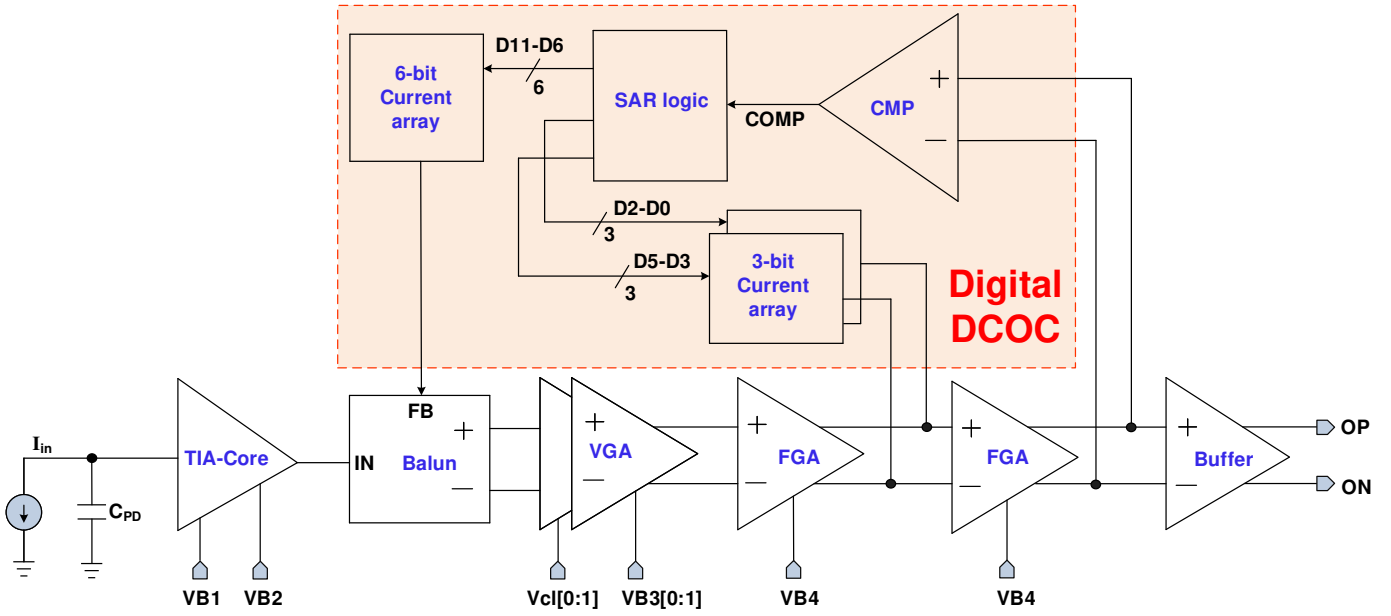 D11-D6
6
6-bit
Current
array
SAR logic
COMP
+
CMP
−
D2-D0
3
D5-D3
3
3-bit
Current
array
Digital
DCOC
Iin
CPD
TIA-Core
FB
IN
Balun
+
−
+
VGA
−
+
FGA
−
+
FGA
−
+
Buffer
−
OP
ON
VB1
VB2
Vcl[0:1]
VB3[0:1]
VB4
VB4